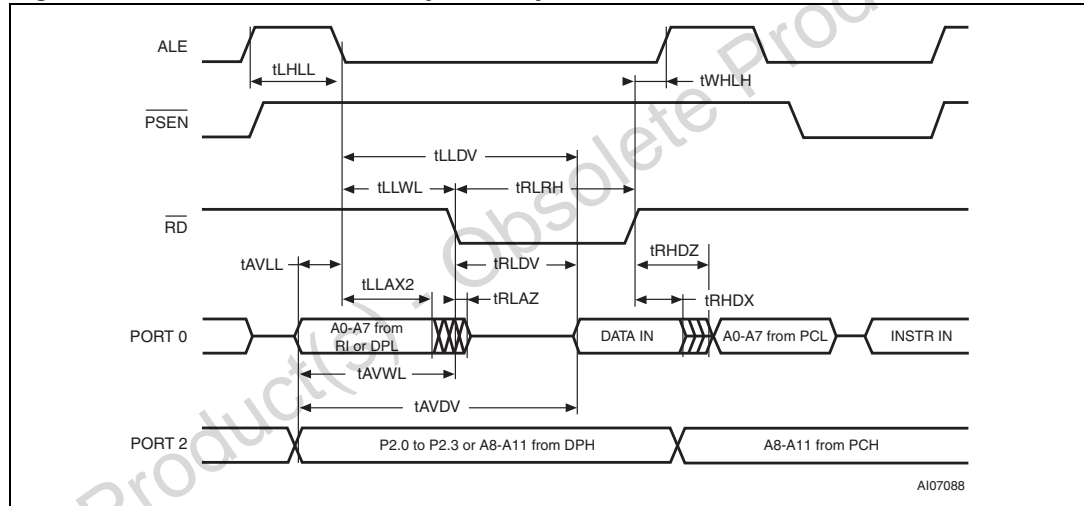 ALE
tLHLL
tWHLH
PSEN
tLLDV
tLLWL
tRLRH
RD
tAVLL
tRLDV
tRHDZ
tLLAX2
tRLAZ
tRHDX
PORT 0
A0-A7 from
RI or DPL
DATA IN
A0-A7 from PCL
INSTR IN
tAVWL
tAVDV
PORT 2
P2.0 to P2.3 or A8-A11 from DPH
A8-A11 from PCH
AI07088
Product(s) - Obsolete Prod